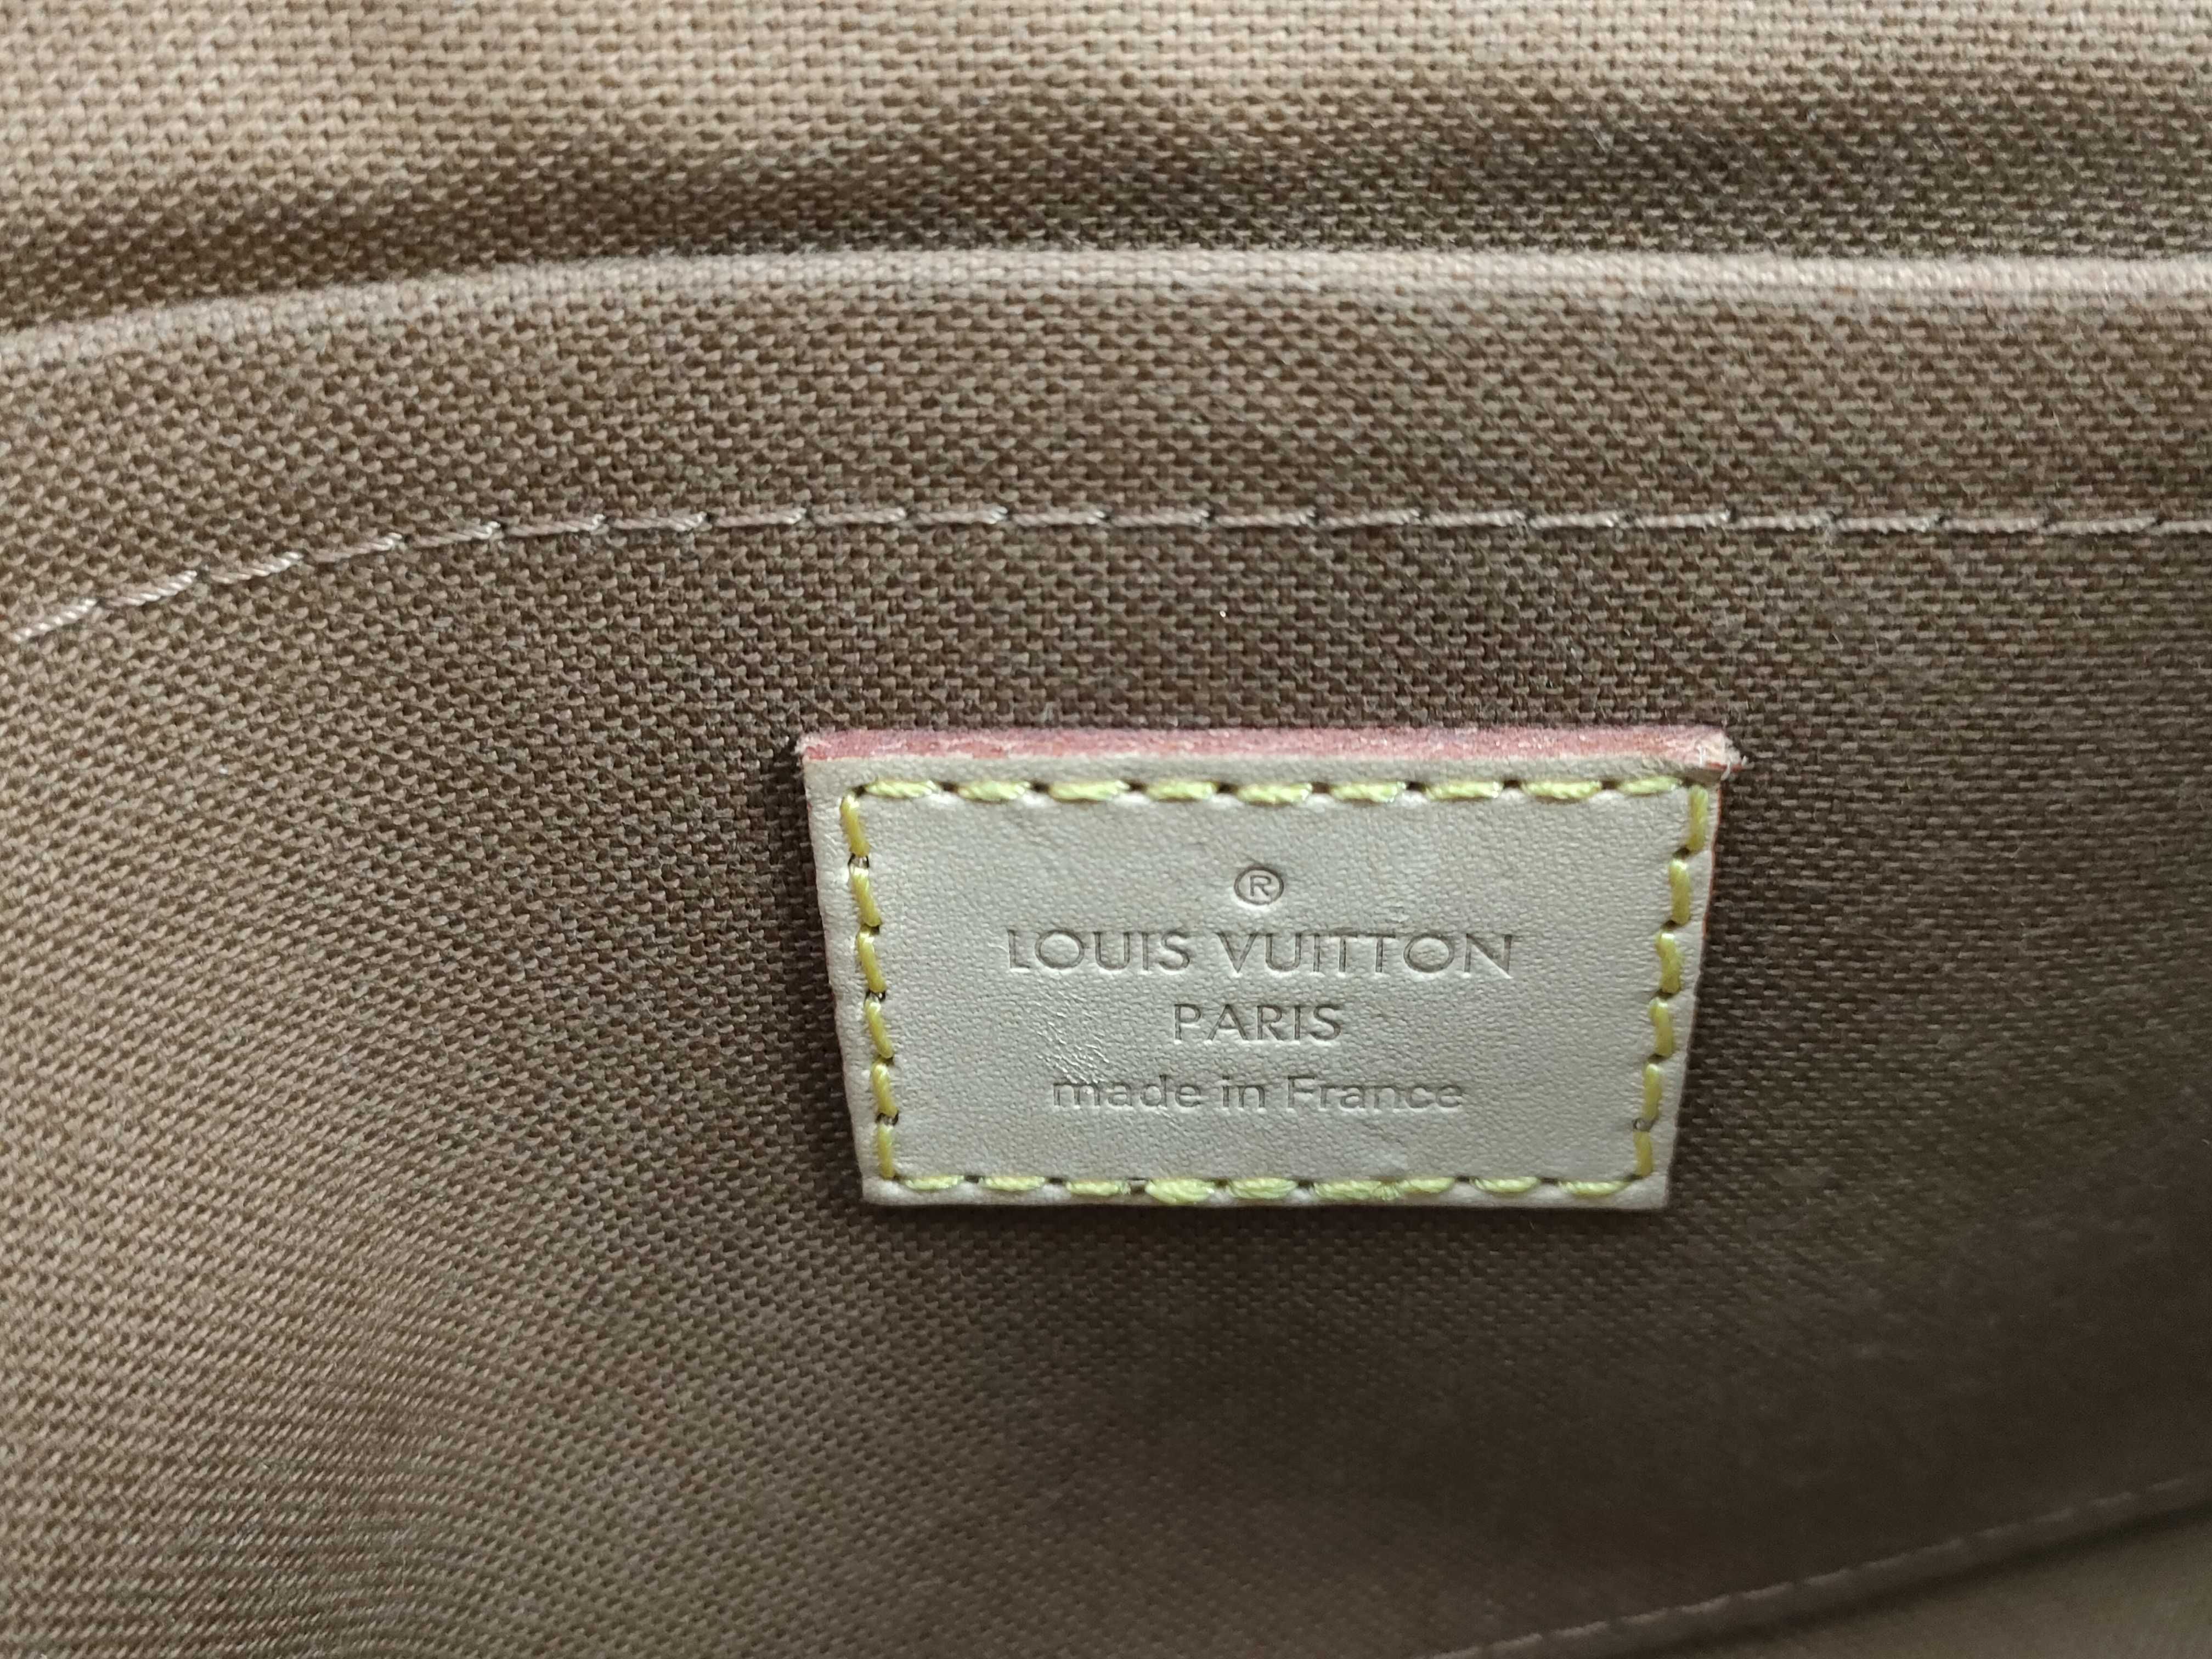 ®
LOUIS VUITTON
PARIS
made in France